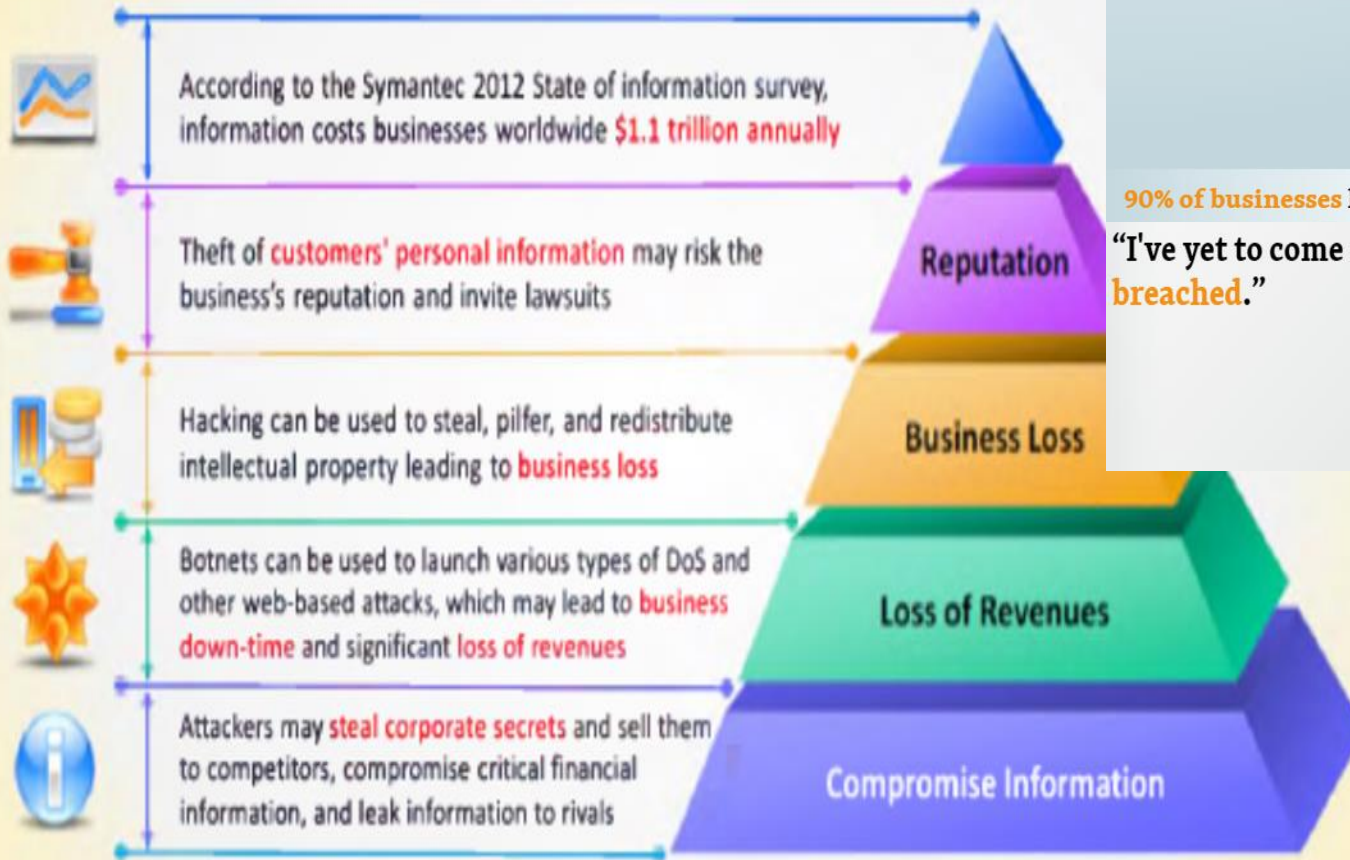 According to the Symantec 2012 State of information survey,
information costs businesses worldwide $1.1 trillion annually
Theft of customers' personal information may risk the
business's reputation and invite lawsuits
Reputation
Hacking can be used to steal, pilfer, and redistribute
intellectual property leading to business loss
Business Loss
Botnets can be used to launch various types of DoS and
other web-based attacks, which may lead to business
down-time and significant loss of revenues
Loss of Revenues
Attackers may steal corporate secrets and sell them
to competitors, compromise critical financial
information, and leak information to rivals
Compromise Information
90% of businesses
“I've yet to come
breached.”